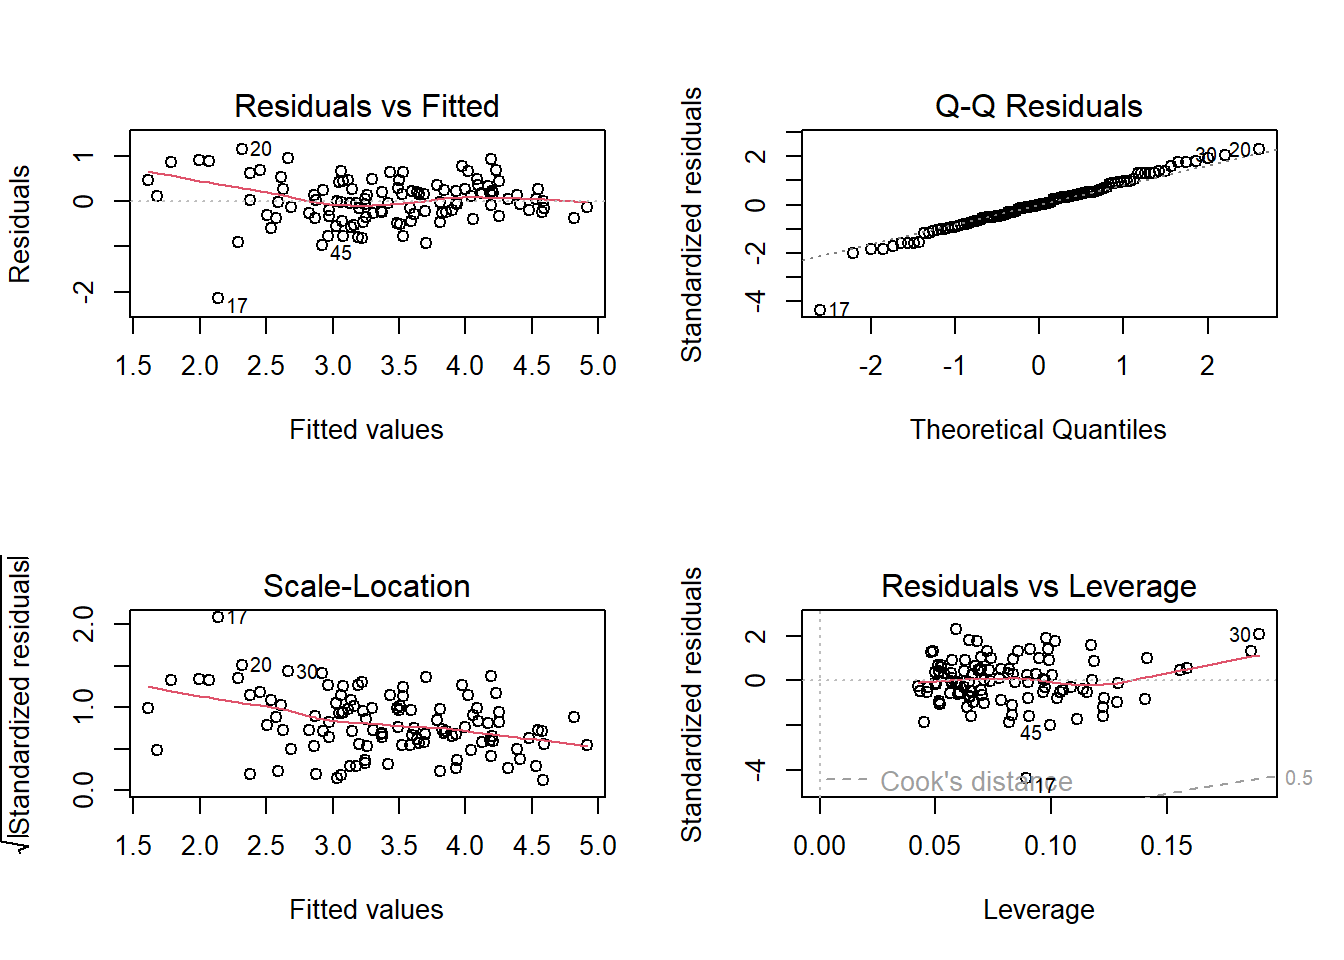 Residuals vs Fitted
Residuals
1
0
-2
20
45
17
1.5 2.0 2.5 3.0 3.5 4.0 4.5 5.0
Fitted values
Q-Q Residuals
Standardized residuals
2
0
-2
-4
30 20
17
-2 -1 0 1 2
Theoretical Quantiles
Scale-Location
√|Standardized residuals|
2.0
1.0
0.0
17
20
30
1.5 2.0 2.5 3.0 3.5 4.0 4.5 5.0
Fitted values
Residuals vs Leverage
Standardized residuals
2
0
-4
30
45
17
Cook's distance
0.5
0.00 0.05 0.10 0.15
Leverage